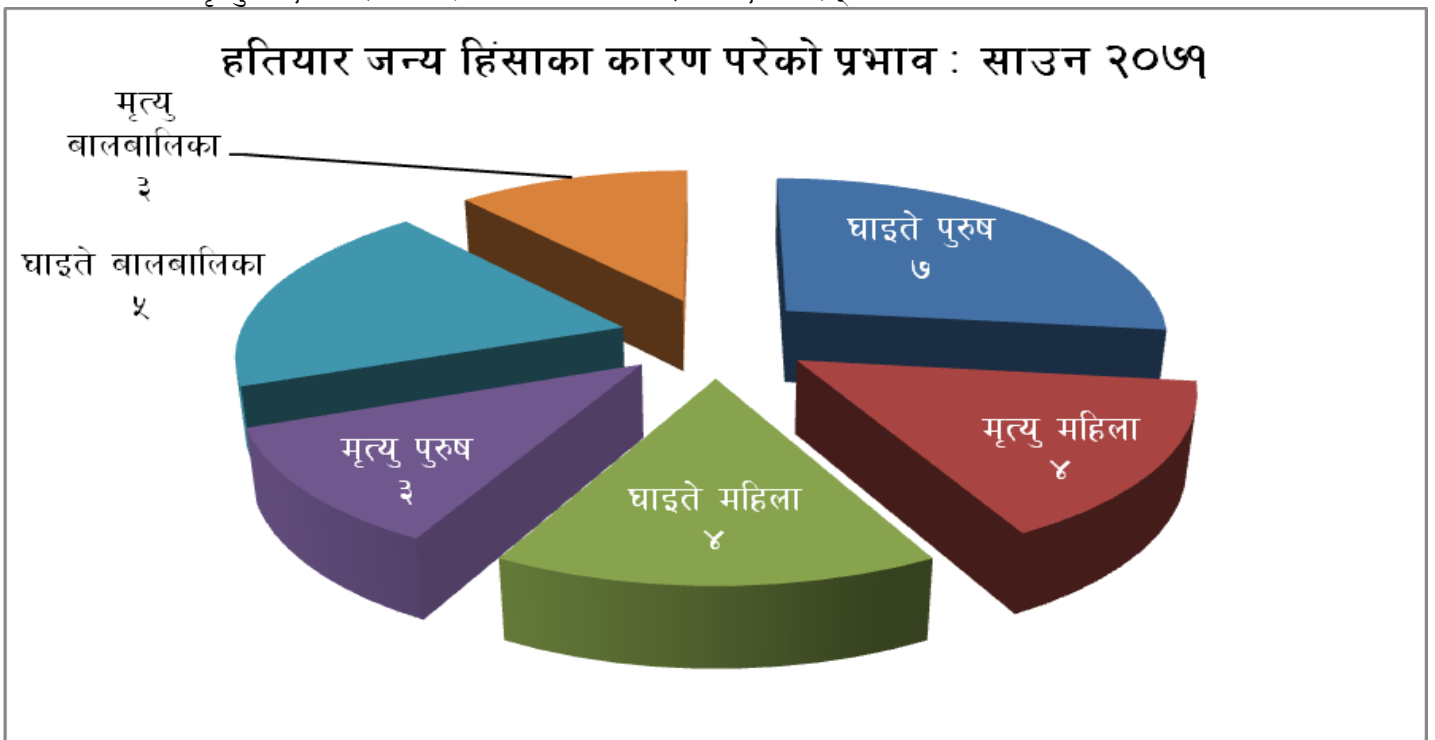 हतियार जन्य हिंसाका कारण परेको प्रभाव : साउन २०७१
मृत्यु
बालबालिका
३
घाइते बालबालिका
५
घाइते पुरुष
७
मृत्यु महिला
४
घाइते महिला
४
मृत्यु पुरुष
३